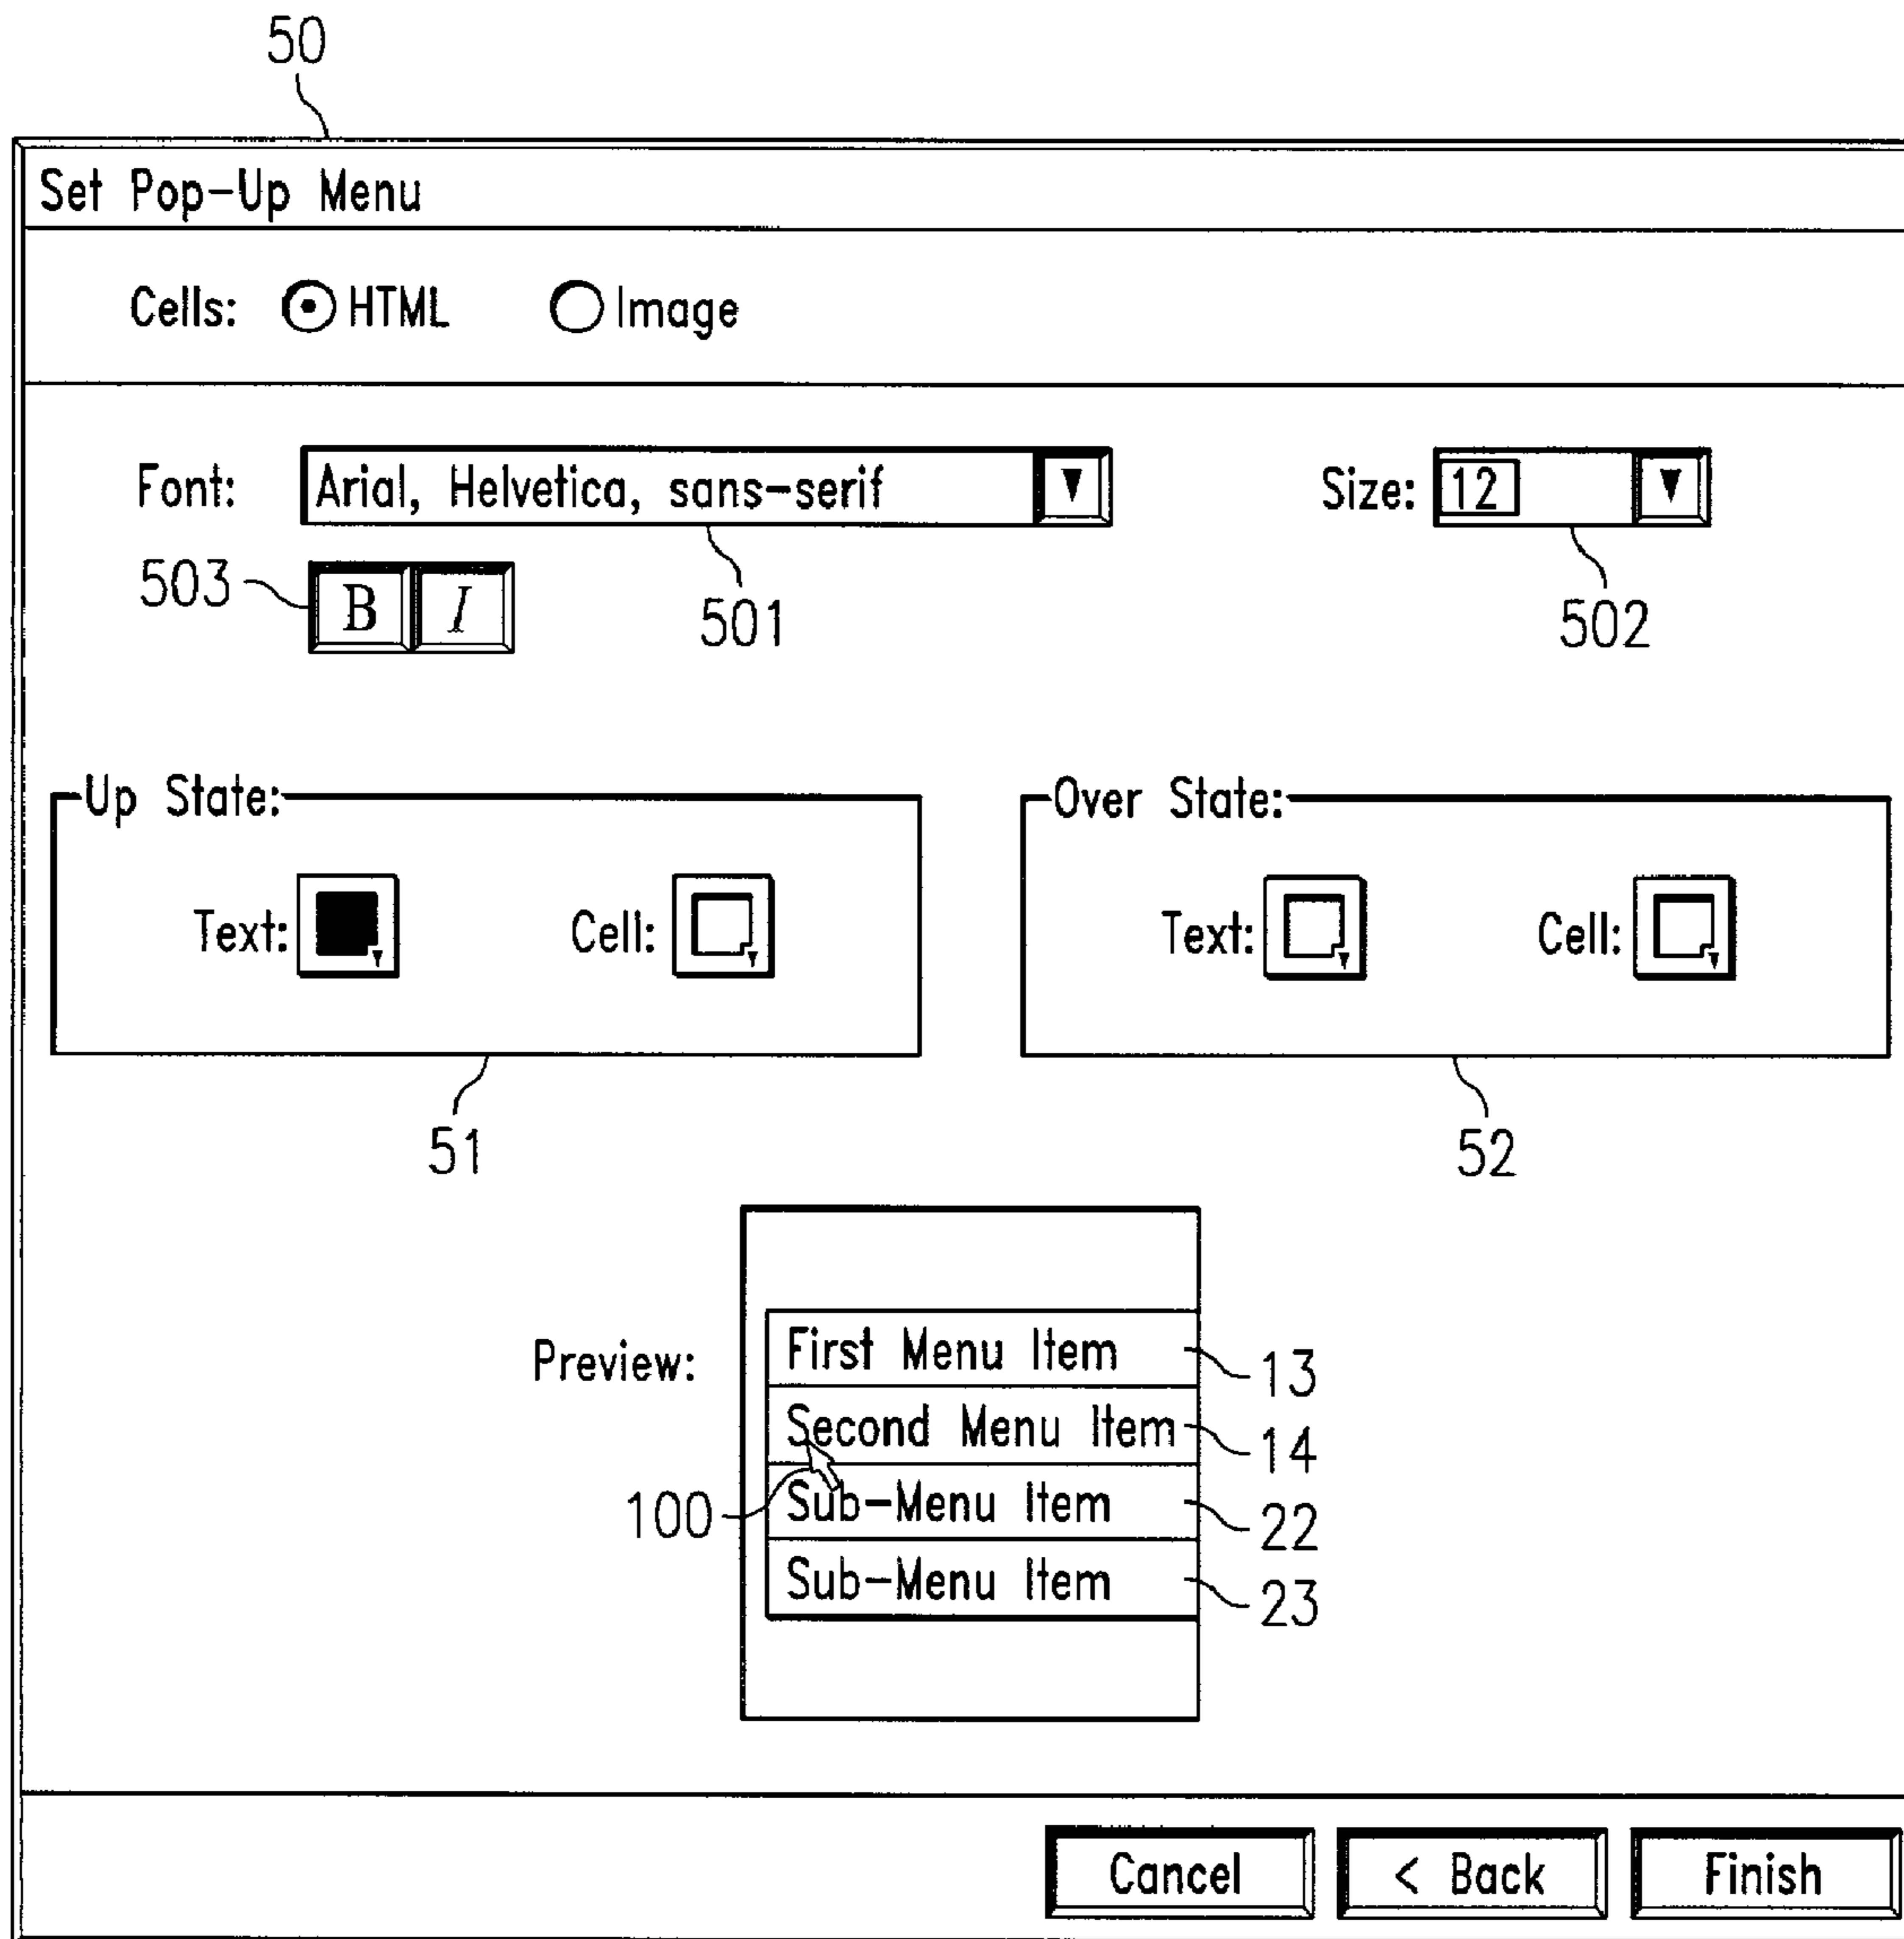 50
Set Pop-Up Menu
Cells: HTML Image
Font: Arial, Helvetica, sans-serif Size: 12
503 B I 501 502
Up State: Over State:
Text: Cell: Text: Cell:
51 52
Preview:
First Menu Item 13
Second Menu Item 14
100 Sub-Menu Item 22
Sub-Menu Item 23
Cancel < Back Finish